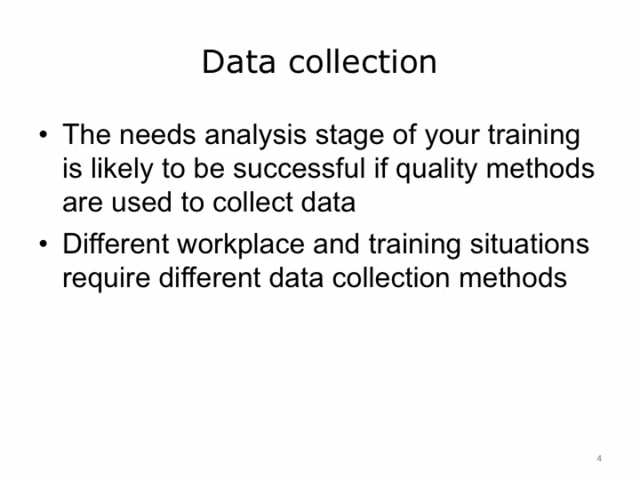 Data collection
• The needs analysis stage of your training
is likely to be successful if quality methods
are used to collect data
• Different workplace and training situations
require different data collection methods
4